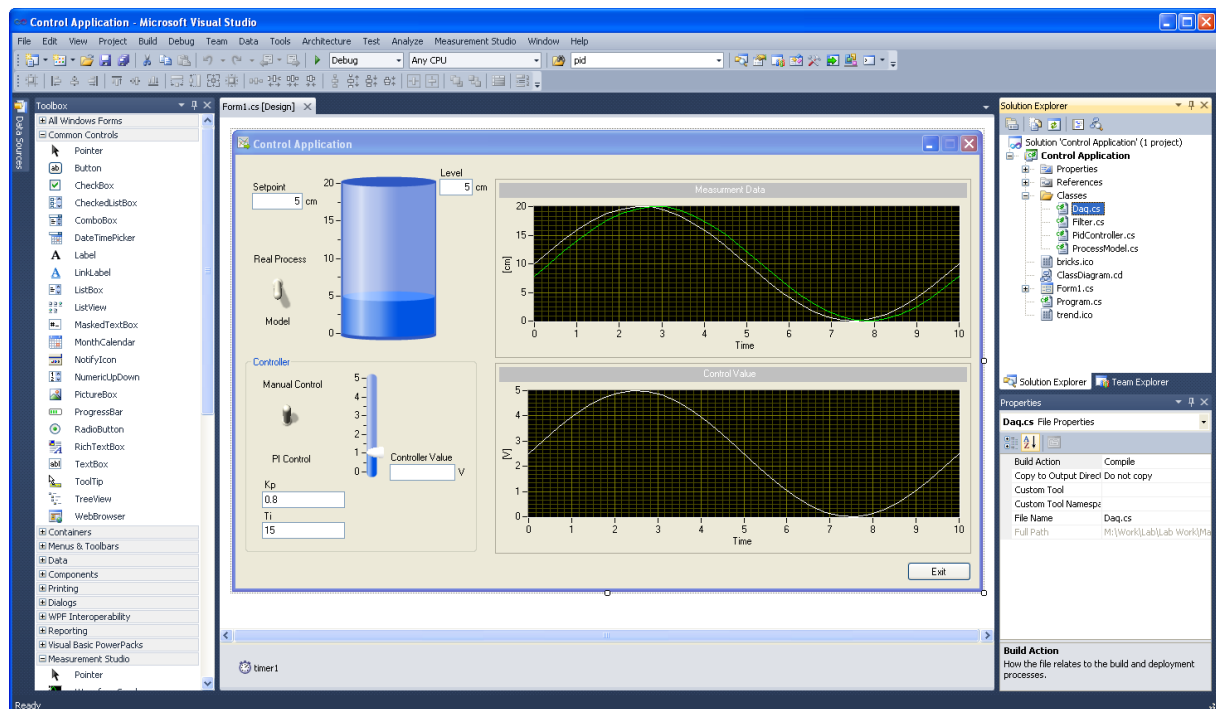 Control Application - Microsoft Visual Studio
File Edit View Project Build Debug Team Data Tools Architecture Test Analyze Measurement Studio Window Help
Debug Any CPU pid
Data Sources
Toolbox
All Windows Forms
Common Controls
Pointer
Button
CheckBox
CheckedListBox
ComboBox
DateTimePicker
Label
LinkLabel
ListBox
ListView
MaskedTextBox
MonthCalendar
NotifyIcon
NumericUpDown
PictureBox
ProgressBar
RadioButton
RichTextBox
TextBox
ToolTip
TreeView
WebBrowser
Containers
Menus & Toolbars
Data
Components
Printing
Dialogs
WPF Interoperability
Reporting
Visual Basic PowerPacks
Measurement Studio
Pointer
Form1.cs [Design]
Control Application
Setpoint
5 cm
Level
5 cm
20
15
10
5
0
Real Process
Model
Controller
Manual Control
PI Control
5
4
3
2
1
0
Controller Value
V
Kp
0.8
Ti
15
Measurment Data
[cm]
20
15
10
5
0
0 1 2 3 4 5 6 7 8 9 10
Time
Control Value
[V]
5
4
3
2
1
0
0 1 2 3 4 5 6 7 8 9 10
Time
Exit
timer1
Solution Explorer
Solution 'Control Application' (1 project)
Control Application
Properties
References
Classes
Daq.cs
Filter.cs
PidController.cs
ProcessModel.cs
bricks.ico
ClassDiagram.cd
Form1.cs
Program.cs
trend.ico
Solution Explorer Team Explorer
Properties
Daq.cs File Properties
Build Action Compile
Copy to Output Direct Do not copy
Custom Tool
Custom Tool Namespa
File Name Daq.cs
Full Path M:\Work\Lab\Lab Work\Ma
Build Action
How the file relates to the build and deployment
processes.
Ready